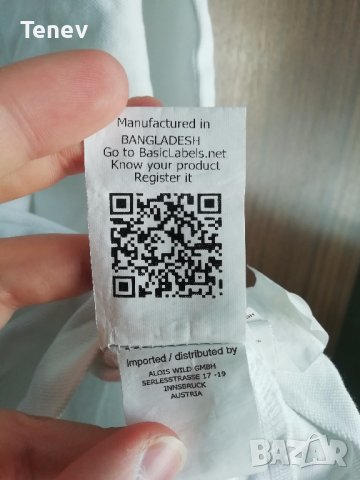 Tenev
Manufactured in
BANGLADESH
Go to BasicLabels.net
Know your product
Register it
Imported / distributed by
ALOIS WILD GMBH
SERLESSTRASSE 17 -19
INNSBRUCK
AUSTRIA
BAZAR